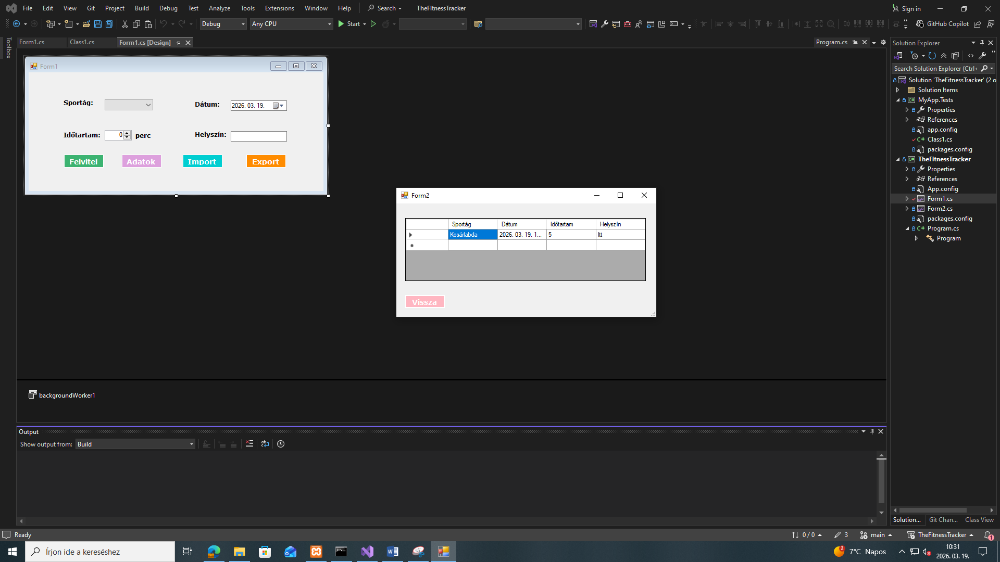 File Edit View Git Project Build Debug Test Analyze Tools Extensions Window Help Search TheFitnessTracker Sign in
Debug Any CPU Start GitHub Copilot
Toolbox
Form1.cs Class1.cs Form1.cs [Design] Program.cs
Form1
Sportág: Dátum: 2026. 03. 19.
Időtartam: 0 perc Helyszín:
Felvitel Adatok Import Export
Form2
Sportág Dátum Időtartam Helyszín
Kosárlabda 2026. 03. 19. 1... 5 Itt
Vissza
backgroundWorker1
Output
Show output from: Build
Solution Explorer
Search Solution Explorer (Ctrl+
Solution 'TheFitnessTracker' (2 o
Solution Items
MyApp.Tests
Properties
References
app.config
Class1.cs
packages.config
TheFitnessTracker
Properties
References
App.config
Form1.cs
Form2.cs
packages.config
Program.cs
Program
Solution... Git Chan... Class View
Ready 0 / 0 3 main TheFitnessTracker 1
Írjon ide a kereséshez 2 7°C Napos 10:31
2026. 03. 19.